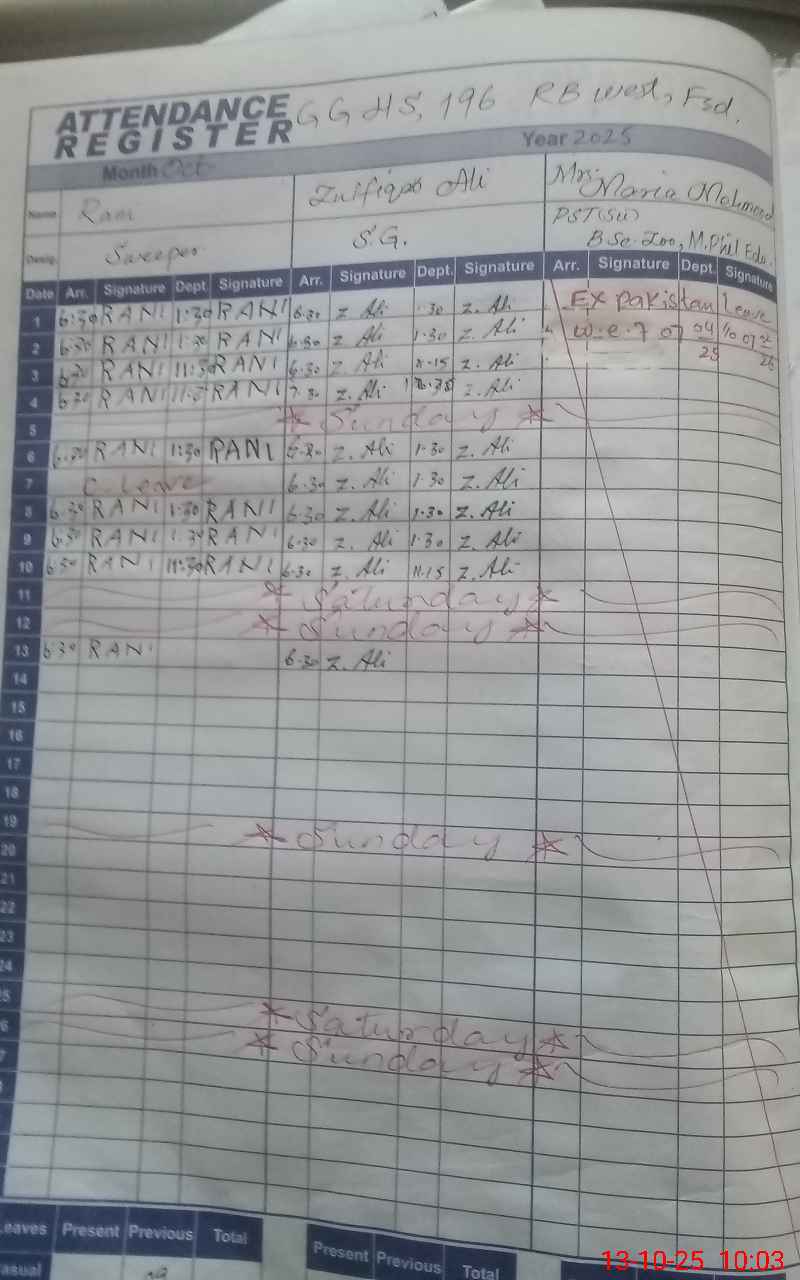 ATTENDANCE REGISTER GGHS, 196 RB West, Fsd.
Month Oct Year 2025
Name Rani Zulfiqar Ali Mrs. Maria Mahmood
Desig. Sweeper S.G. PST(SU)
B.Sc. Zoo, M.Phil Edu.
Date Arr. Signature Dept. Signature Arr. Signature Dept. Signature Arr. Signature Dept. Signature
1 6:30 RANI 1:30 RANI 6.30 Z. Ali 1.30 Z. Ali Ex Pakistan Leave
2 6:30 RANI 1:30 RANI 6.30 Z. Ali 1.30 Z. Ali w.e.f 07 04 25 to 07
3 6:30 RANI 11:30 RANI 6.30 Z. Ali 11.15 Z. Ali
4 6:30 RANI RANI 7.30 Z. Ali Z. Ali
5 * Sunday *
6 6:30 RANI 1:30 RANI 6.30 Z. Ali 1.30 Z. Ali
7 C. Leave 6.30 Z. Ali 1.30 Z. Ali
8 6:30 RANI 1:30 RANI 6.30 Z. Ali 1.30 Z. Ali
9 6:30 RANI 1:30 RANI 6.30 Z. Ali 1.30 Z. Ali
10 6:30 RANI 11:30 RANI 6.30 Z. Ali 11.15 Z. Ali
11 * Saturday *
12 * Sunday *
13 6:30 RANI 6.30 Z. Ali
14
15
16
17
18
19 * Sunday *
20
21
22
23
24
5 * Saturday *
6 * Sunday *
7
Leaves Present Previous Total Present Previous Total
asual
13-10-25 10:03